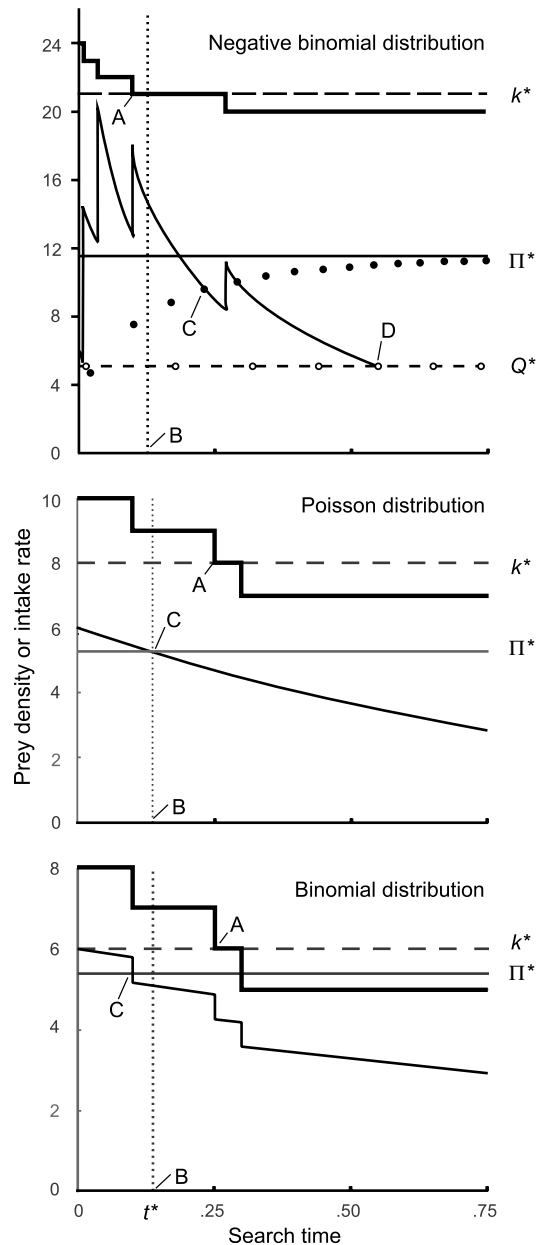 Negative binomial distribution
24
20
16
12
8
4
0
k*
Π*
Q*
A
B
C
D
Prey density or intake rate
Poisson distribution
10
8
6
4
2
0
k*
Π*
A
C
B
Binomial distribution
8
6
4
2
0
k*
Π*
A
C
B
0 t* .25 .50 .75
Search time